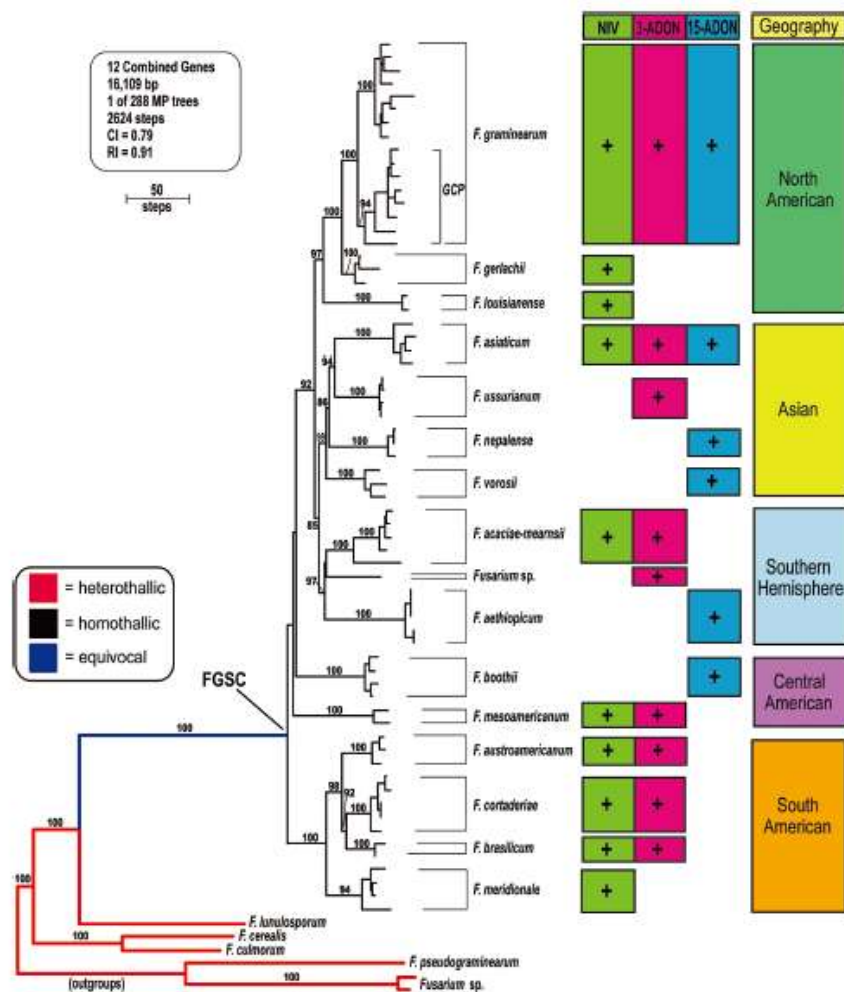 NIV 3-ADON 15-ADON Geography
12 Combined Genes
16,109 bp
1 of 288 MP trees
2624 steps
CI = 0.79
RI = 0.91
50
steps
100
100
100
94
100
100
97
100
92
100
94
100
86
100
100
85
100
97
100
100
100
100
98
92
100
100
100
94
100
100
100
100
100
F. graminearum
GCP
+ + +
North
American
F. gerlachii
+
F. louisianense
+
F. asiaticum
+ + +
Asian
F. ussurianum
+
F. nepalense
+
F. vorosii
+
F. acaciae-mearnsii
+ +
Southern
Hemisphere
Fusarium sp.
+
F. aethiopicum
+
F. boothii
+
Central
American
F. mesoamericanum
+ +
F. austroamericanum
+ +
South
American
F. cortaderiae
+ +
F. brasilicum
+ +
F. meridionale
+
= heterothallic
= homothallic
= equivocal
FGSC
F. lunulosporum
F. cerealis
F. culmorum
F. pseudograminearum
(outgroups)
Fusarium sp.